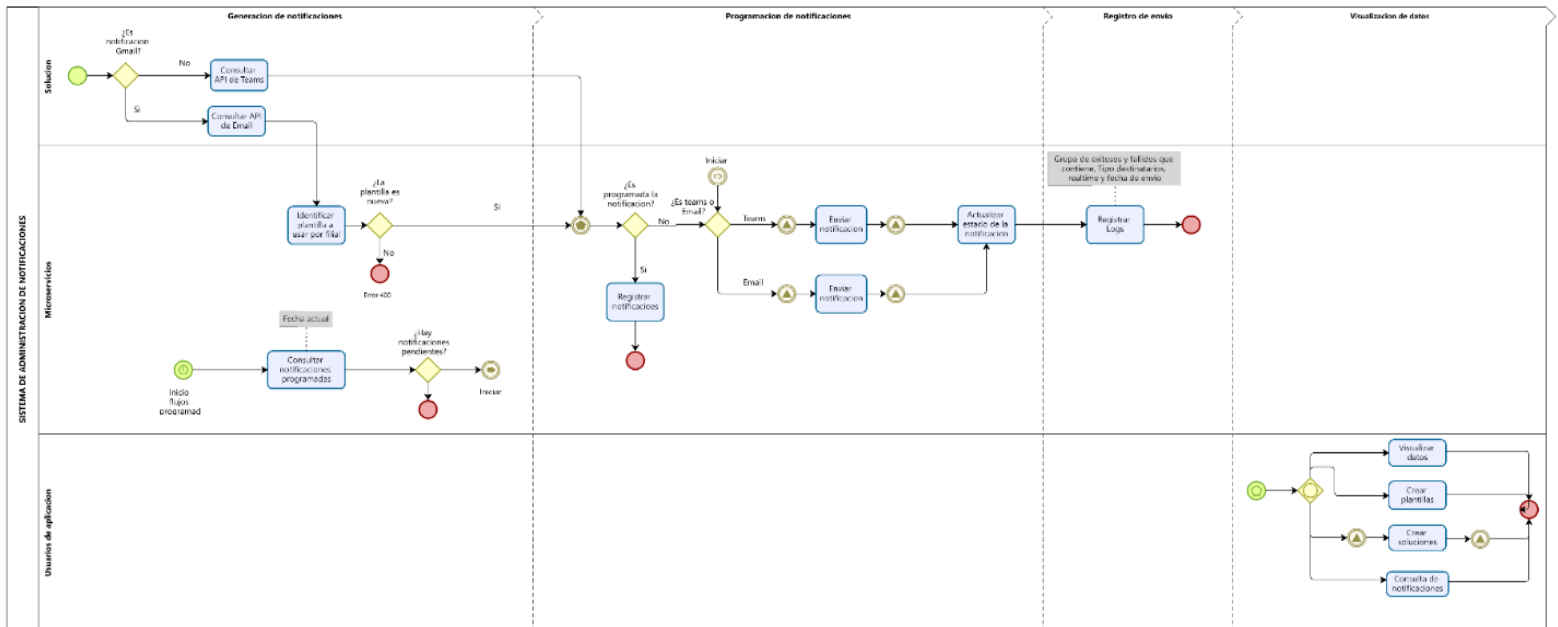 SISTEMA DE ADMINISTRACION DE NOTIFICACIONES
Generacion de notificaciones
Programacion de notificaciones
Registro de envio
Visualizacion de datos
Solucion
¿Es
notificacion
Gmail?
No
Consultar
API de Teams
Si
Consultar API
de Email
Microservicios
Identificar
plantilla a
usar por filial
¿La
plantilla es
nueva?
Si
No
Error 400
¿Es
programada la
notificacion?
No
Si
Registrar
notificacioes
Iniciar
¿Es teams o
Email?
Teams
Enviar
notificacion
Email
Enviar
notificacion
Actualizar
estado de la
notificacion
Grupo de exitosos y fallidos que
contiene, Tipo destinatarios,
realtime y fecha de envio
Registrar
Logs
Inicio
flujos
programad
Fecha actual
Consultar
notificaciones
programadas
¿Hay
notificaciones
pendientes?
Iniciar
Usuarios de aplicacion
Visualizar
datos
Crear
plantillas
Crear
soluciones
Consulta de
notificaciones